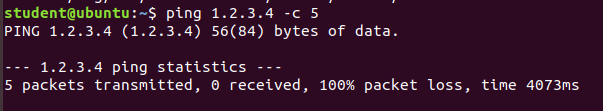 student@ubuntu:~$ ping 1.2.3.4 -c 5
PING 1.2.3.4 (1.2.3.4) 56(84) bytes of data.

--- 1.2.3.4 ping statistics ---
5 packets transmitted, 0 received, 100% packet loss, time 4073ms